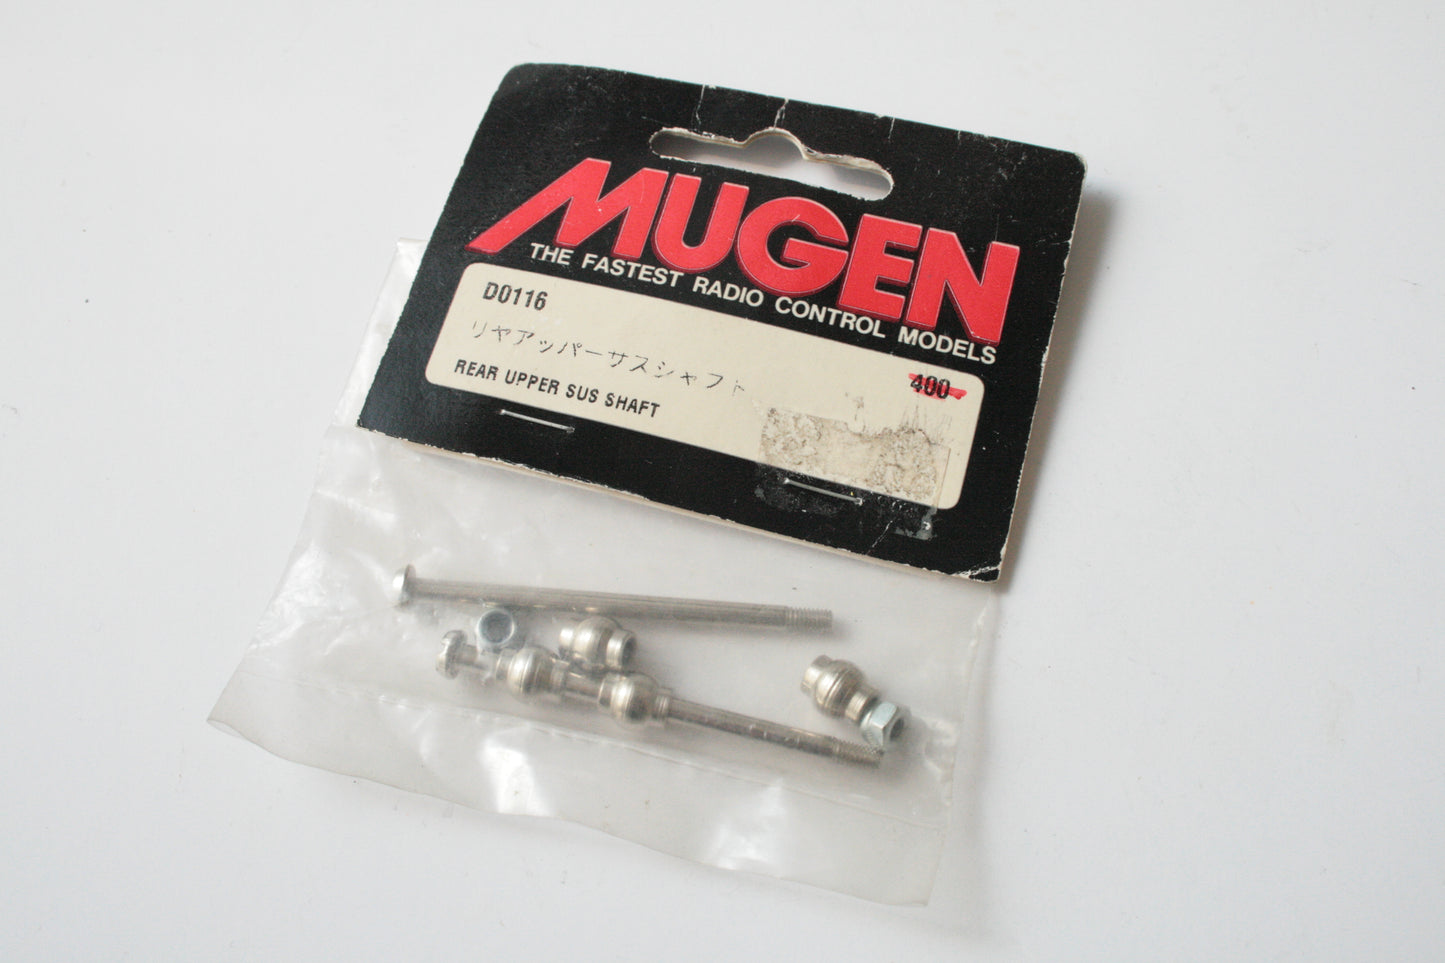 MUGEN
THE FASTEST RADIO CONTROL MODELS
D0116
リヤアッパーサスシャフト
400.
REAR UPPER SUS SHAFT